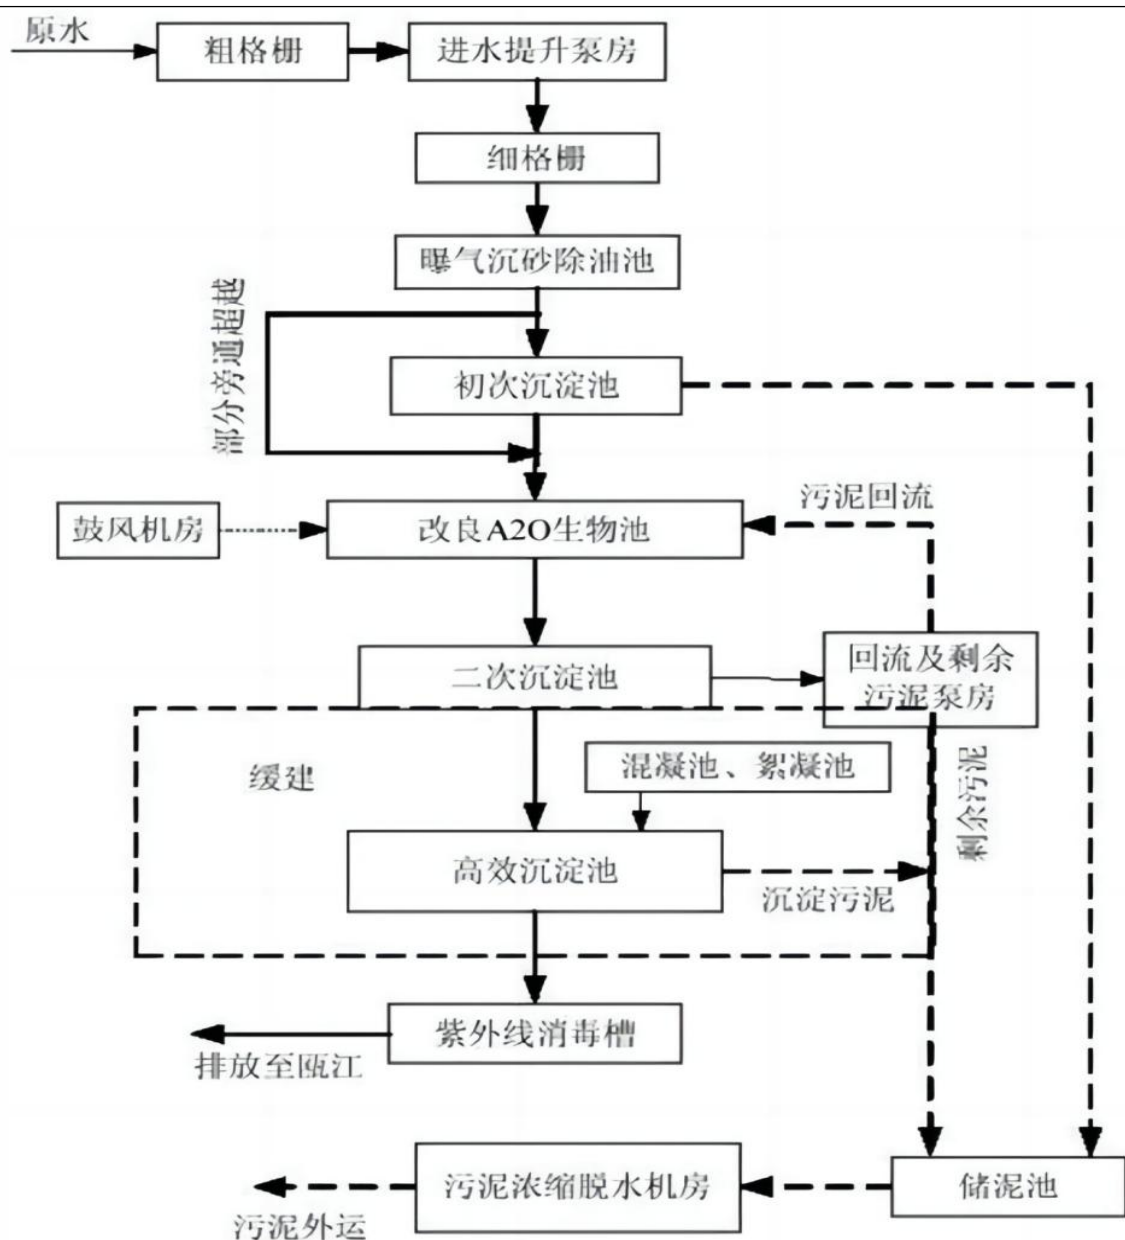 原水
粗格栅
进水提升泵房
细格栅
曝气沉砂除油池
部分旁通超越
初次沉淀池
污泥回流
鼓风机房
改良A2O生物池
二次沉淀池
回流及剩余
污泥泵房
缓建
混凝池、絮凝池
剩余污泥
高效沉淀池
沉淀污泥
紫外线消毒槽
排放至瓯江
污泥浓缩脱水机房
储泥池
污泥外运